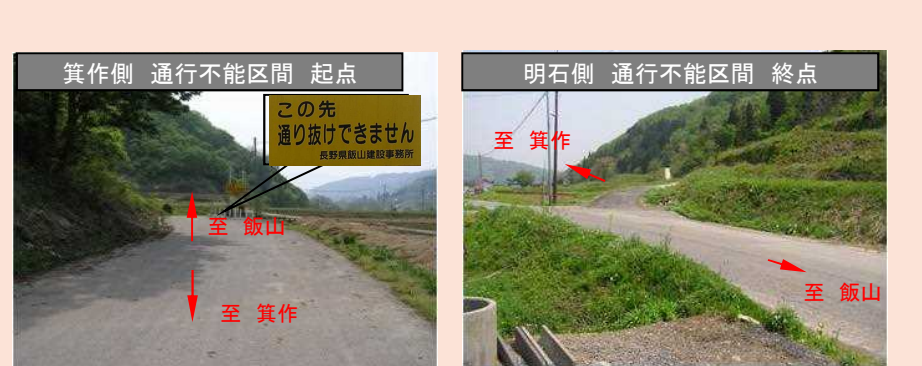 箕作側　通行不能区間　起点
この先
通り抜けできません
長野県飯山建設事務所
至　飯山
至　箕作
明石側　通行不能区間　終点
至　箕作
至　飯山